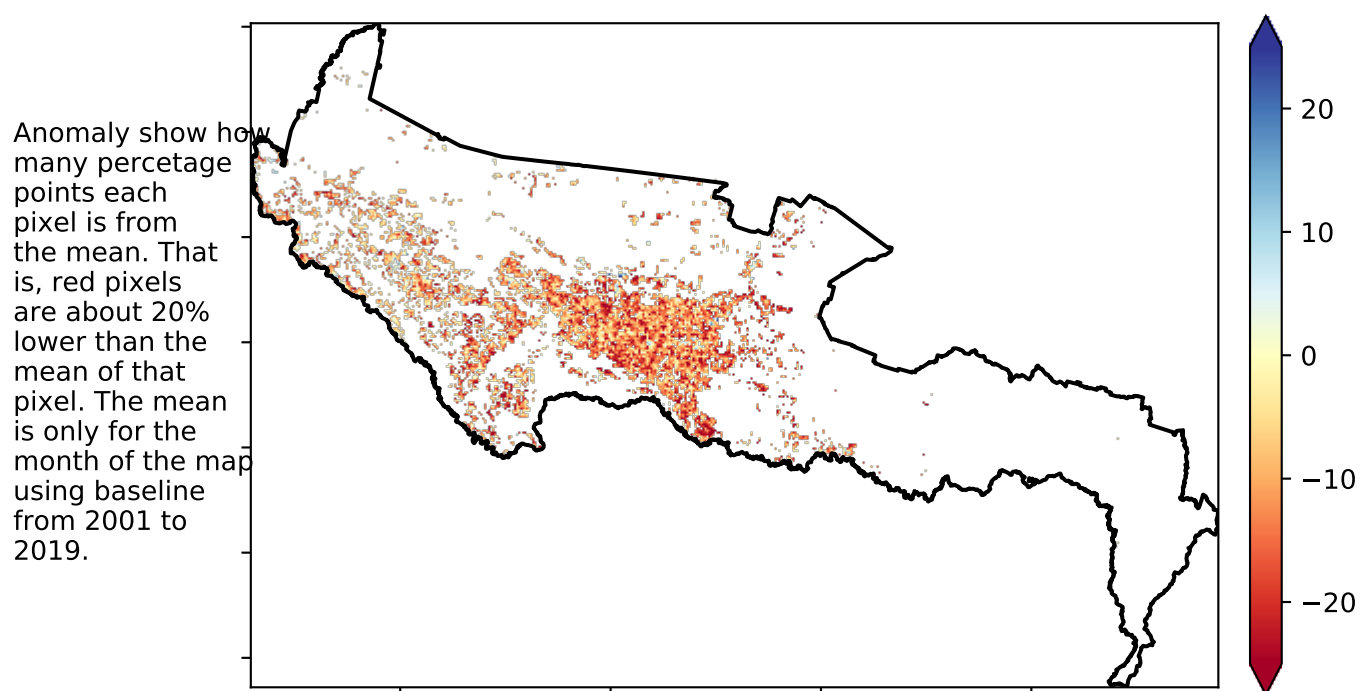 Anomaly show how
many percetage
points each
pixel is from
the mean. That
is, red pixels
are about 20%
lower than the
mean of that
pixel. The mean
is only for the
month of the map
using baseline
from 2001 to
2019.
20
10
0
−10
−20